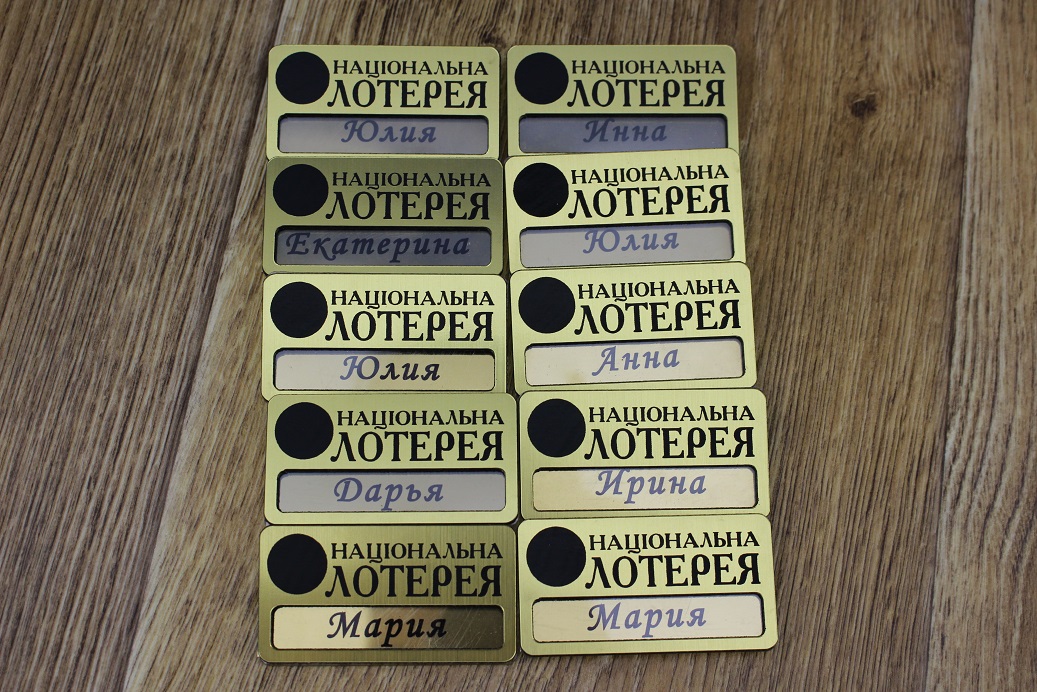 НАЦІОНАЛЬНА
ЛОТЕРЕЯ
Юлия
НАЦІОНАЛЬНА
ЛОТЕРЕЯ
Инна
НАЦІОНАЛЬНА
ЛОТЕРЕЯ
Екатерина
НАЦІОНАЛЬНА
ЛОТЕРЕЯ
Юлия
НАЦІОНАЛЬНА
ЛОТЕРЕЯ
Юлия
НАЦІОНАЛЬНА
ЛОТЕРЕЯ
Анна
НАЦІОНАЛЬНА
ЛОТЕРЕЯ
Дарья
НАЦІОНАЛЬНА
ЛОТЕРЕЯ
Ирина
НАЦІОНАЛЬНА
ЛОТЕРЕЯ
Мария
НАЦІОНАЛЬНА
ЛОТЕРЕЯ
Мария